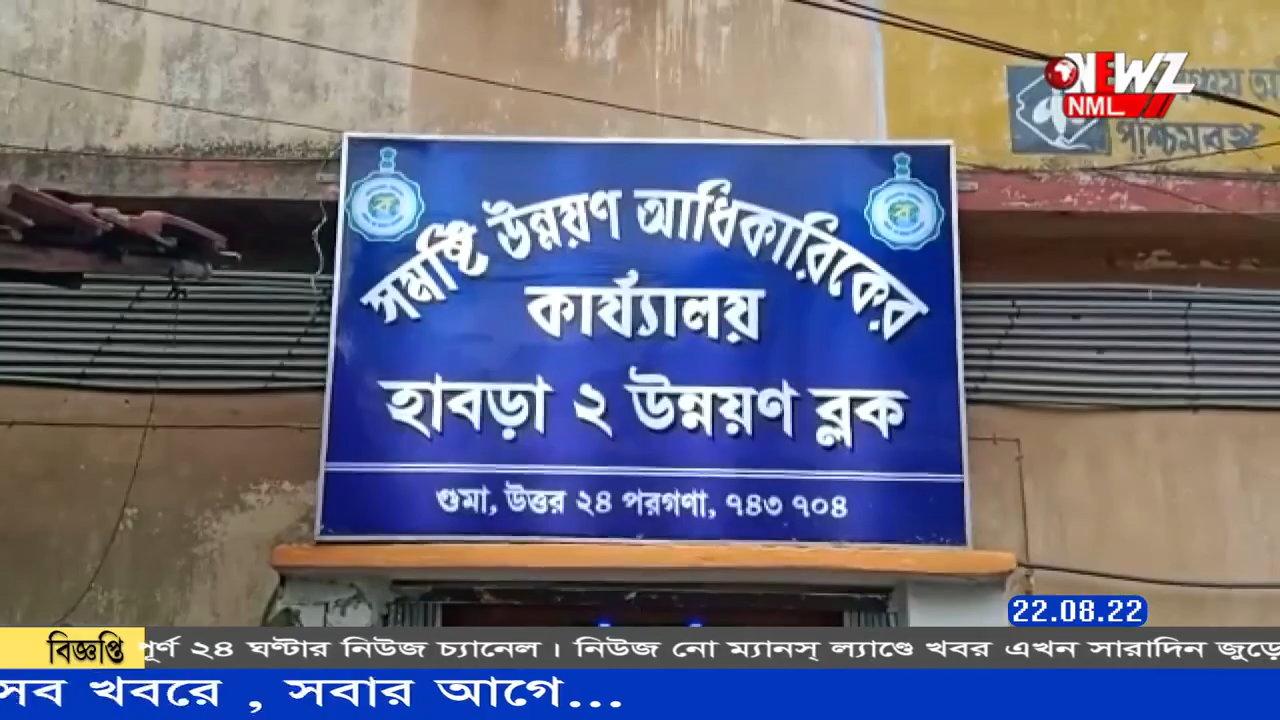 NEWZ
NML
পশ্চিমবঙ্গ
সমষ্টি উন্নয়ণ আধিকারিকের
কার্য্যালয়
হাবড়া ২ উন্নয়ণ ব্লক
গুমা, উত্তর ২৪ পরগণা, ৭৪৩ ৭০৪
22.08.22
বিজ্ঞপ্তি
পূর্ণ ২৪ ঘণ্টার নিউজ চ্যানেল । নিউজ নো ম্যানস্ ল্যাণ্ডে খবর এখন সারাদিন জুড়ে
সব খবরে , সবার আগে...